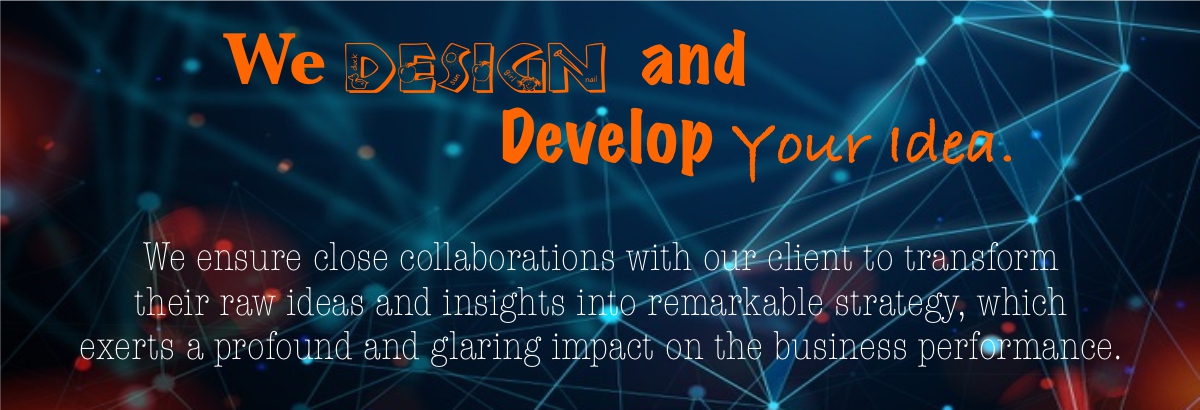 We DESIGN and
Develop Your Idea.
We ensure close collaborations with our client to transform
their raw ideas and insights into remarkable strategy, which
exerts a profound and glaring impact on the business performance.